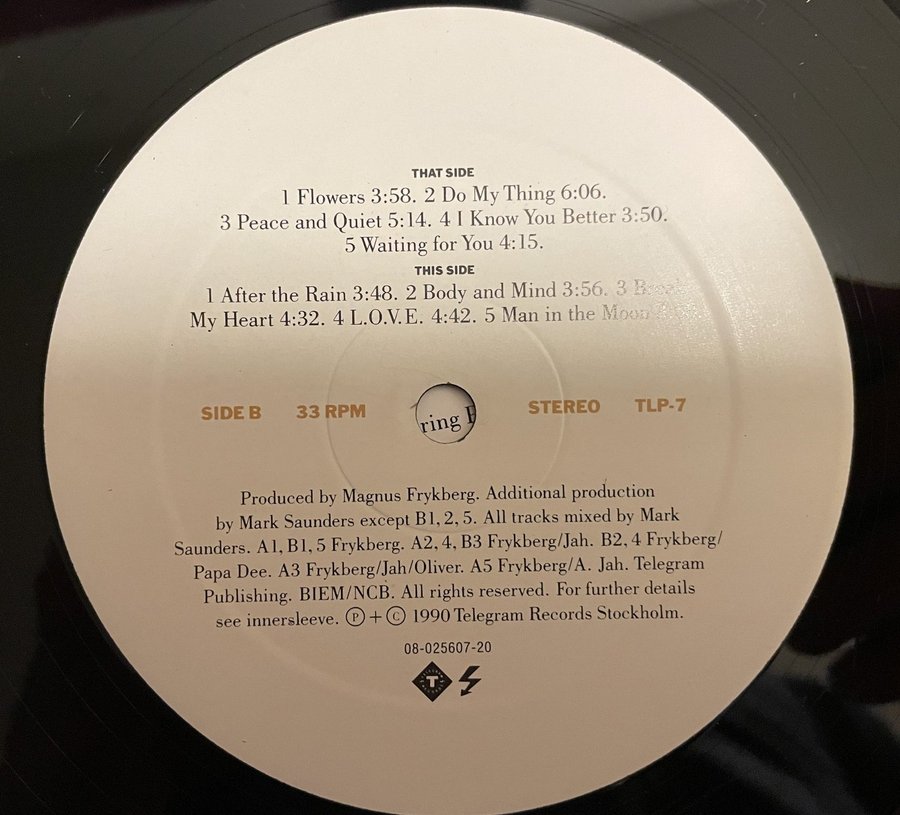 THAT SIDE
1 Flowers 3:58. 2 Do My Thing 6:06.
3 Peace and Quiet 5:14. 4 I Know You Better 3:50.
5 Waiting for You 4:15.
THIS SIDE
1 After the Rain 3:48. 2 Body and Mind 3:56. 3
My Heart 4:32. 4 L.O.V.E. 4:42. 5 Man in the Moon
SIDE B 33 RPM ring STEREO TLP-7
Produced by Magnus Frykberg. Additional production
by Mark Saunders except B1, 2, 5. All tracks mixed by Mark
Saunders. A1, B1, 5 Frykberg. A2, 4, B3 Frykberg/Jah. B2, 4 Frykberg/
Papa Dee. A3 Frykberg/Jah/Oliver. A5 Frykberg/A. Jah. Telegram
Publishing. BIEM/NCB. All rights reserved. For further details
see innersleeve. Ⓟ + © 1990 Telegram Records Stockholm.
08-025607-20
T